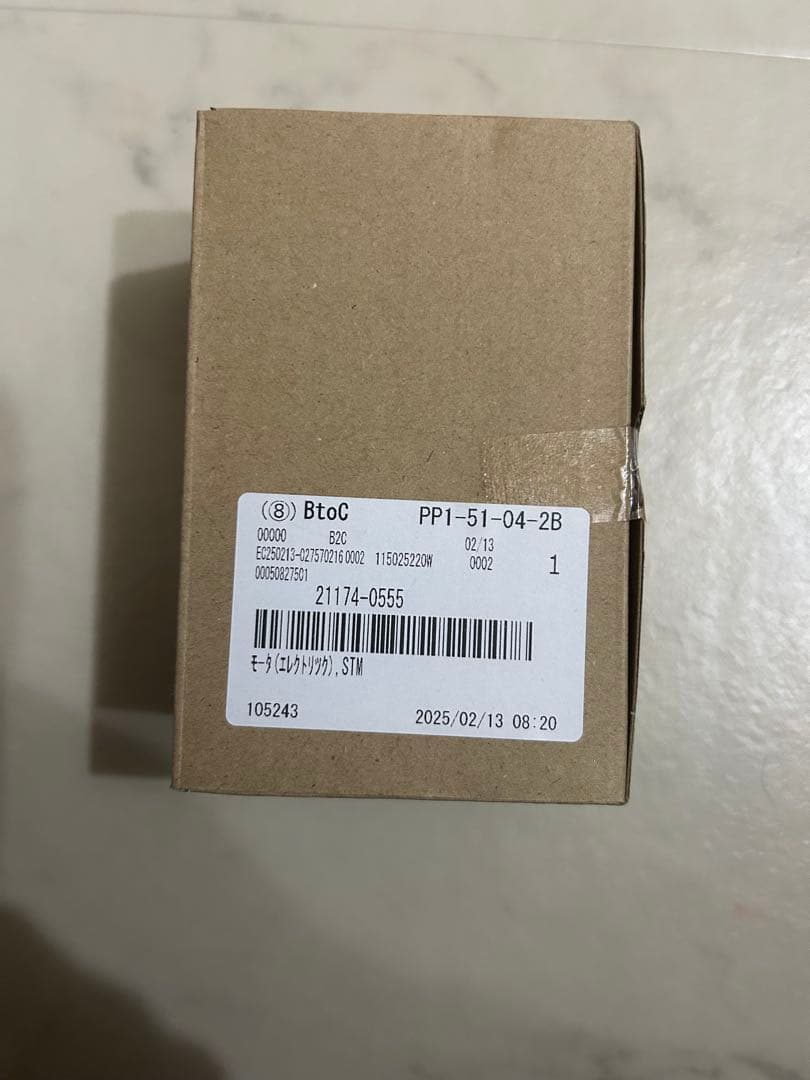 ((8)) BtoC PP1-51-04-2B
00000 B2C 02/13
EC250213-027570216 0002 115025220W 0002 1
00050827501
21174-0555
ﾓｰﾀ(ｴﾚｸﾄﾘﾂｸ),STM
105243 2025/02/13 08:20